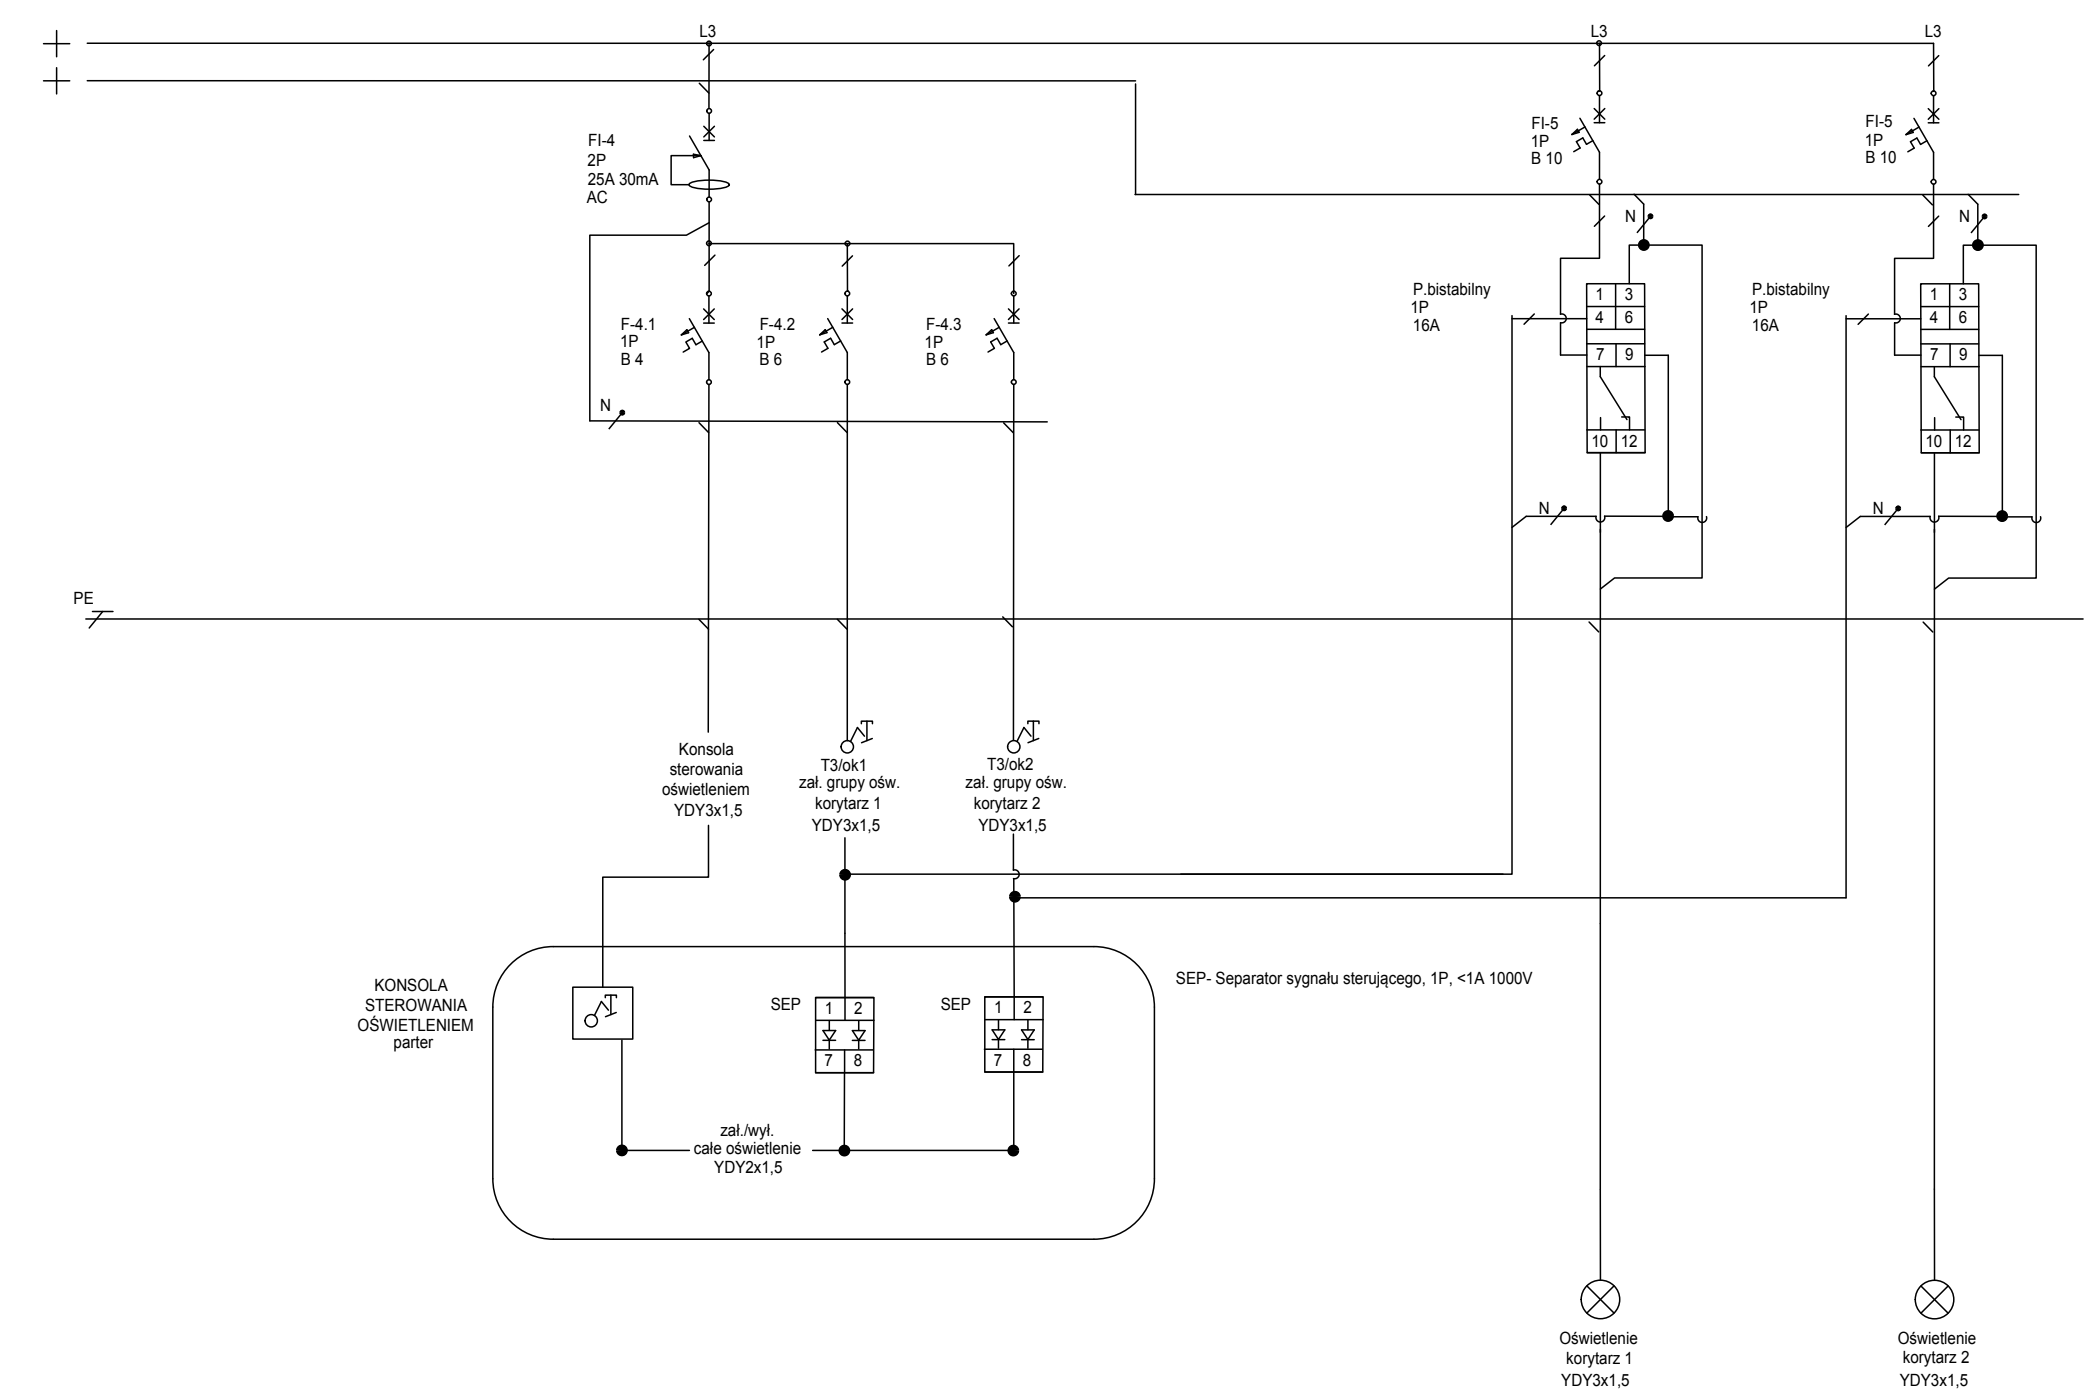 L3
L3
L3
FI-4
2P
25A 30mA
AC
FI-5
1P
B 10
FI-5
1P
B 10
N
N
F-4.1
1P
B 4
F-4.2
1P
B 6
F-4.3
1P
B 6
P.bistabilny
1P
16A
1 3
4 6
7 9
10 12
P.bistabilny
1P
16A
1 3
4 6
7 9
10 12
N
N
N
PE
Konsola
sterowania
oświetleniem
YDY3x1,5
T3/ok1
zał. grupy ośw.
korytarz 1
YDY3x1,5
T3/ok2
zał. grupy ośw.
korytarz 2
YDY3x1,5
KONSOLA
STEROWANIA
OŚWIETLENIEM
parter
SEP
1 2
7 8
SEP
1 2
7 8
SEP- Separator sygnału sterującego, 1P, <1A 1000V
zał./wył.
całe oświetlenie
YDY2x1,5
Oświetlenie
korytarz 1
YDY3x1,5
Oświetlenie
korytarz 2
YDY3x1,5